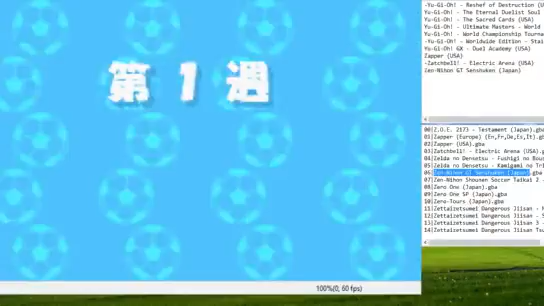 第1週
100%(0, 60 fps)
-Yu-Gi-Oh! - Reshef of Destruction (U
Yu-Gi-Oh! - The Eternal Duelist Soul
Yu-Gi-Oh! - The Sacred Cards (USA)
Yu-Gi-Oh! - Ultimate Masters - World
Yu-Gi-Oh! - World Championship Tourna
-Yu-Gi-Oh! - Worldwide Edition - Stai
Yu-Gi-Oh! GX - Duel Academy (USA)
Zapper (USA)
-Zatchbell! - Electric Arena (USA)
Zen-Nihon GT Senshuken (Japan)
00|Z.O.E. 2173 - Testament (Japan).gba
01|Zapper (Europe) (En,Fr,De,Es,It).gb
02|Zapper (USA).gba
03|Zatchbell! - Electric Arena (USA).g
04|Zelda no Densetsu - Fushigi no Bous
05|Zelda no Densetsu - Kamigami no Tri
06|Zen-Nihon GT Senshuken (Japan).gba
07|Zen-Nihon Shounen Soccer Taikai 2 -
08|Zero One (Japan).gba
09|Zero One SP (Japan).gba
10|Zero-Tours (Japan).gba
11|Zettaizetsumei Dangerous Jiisan - M
12|Zettaizetsumei Dangerous Jiisan - S
13|Zettaizetsumei Dangerous Jiisan 3 -
14|Zettaizetsumei Dangerous Jiisan Tsu